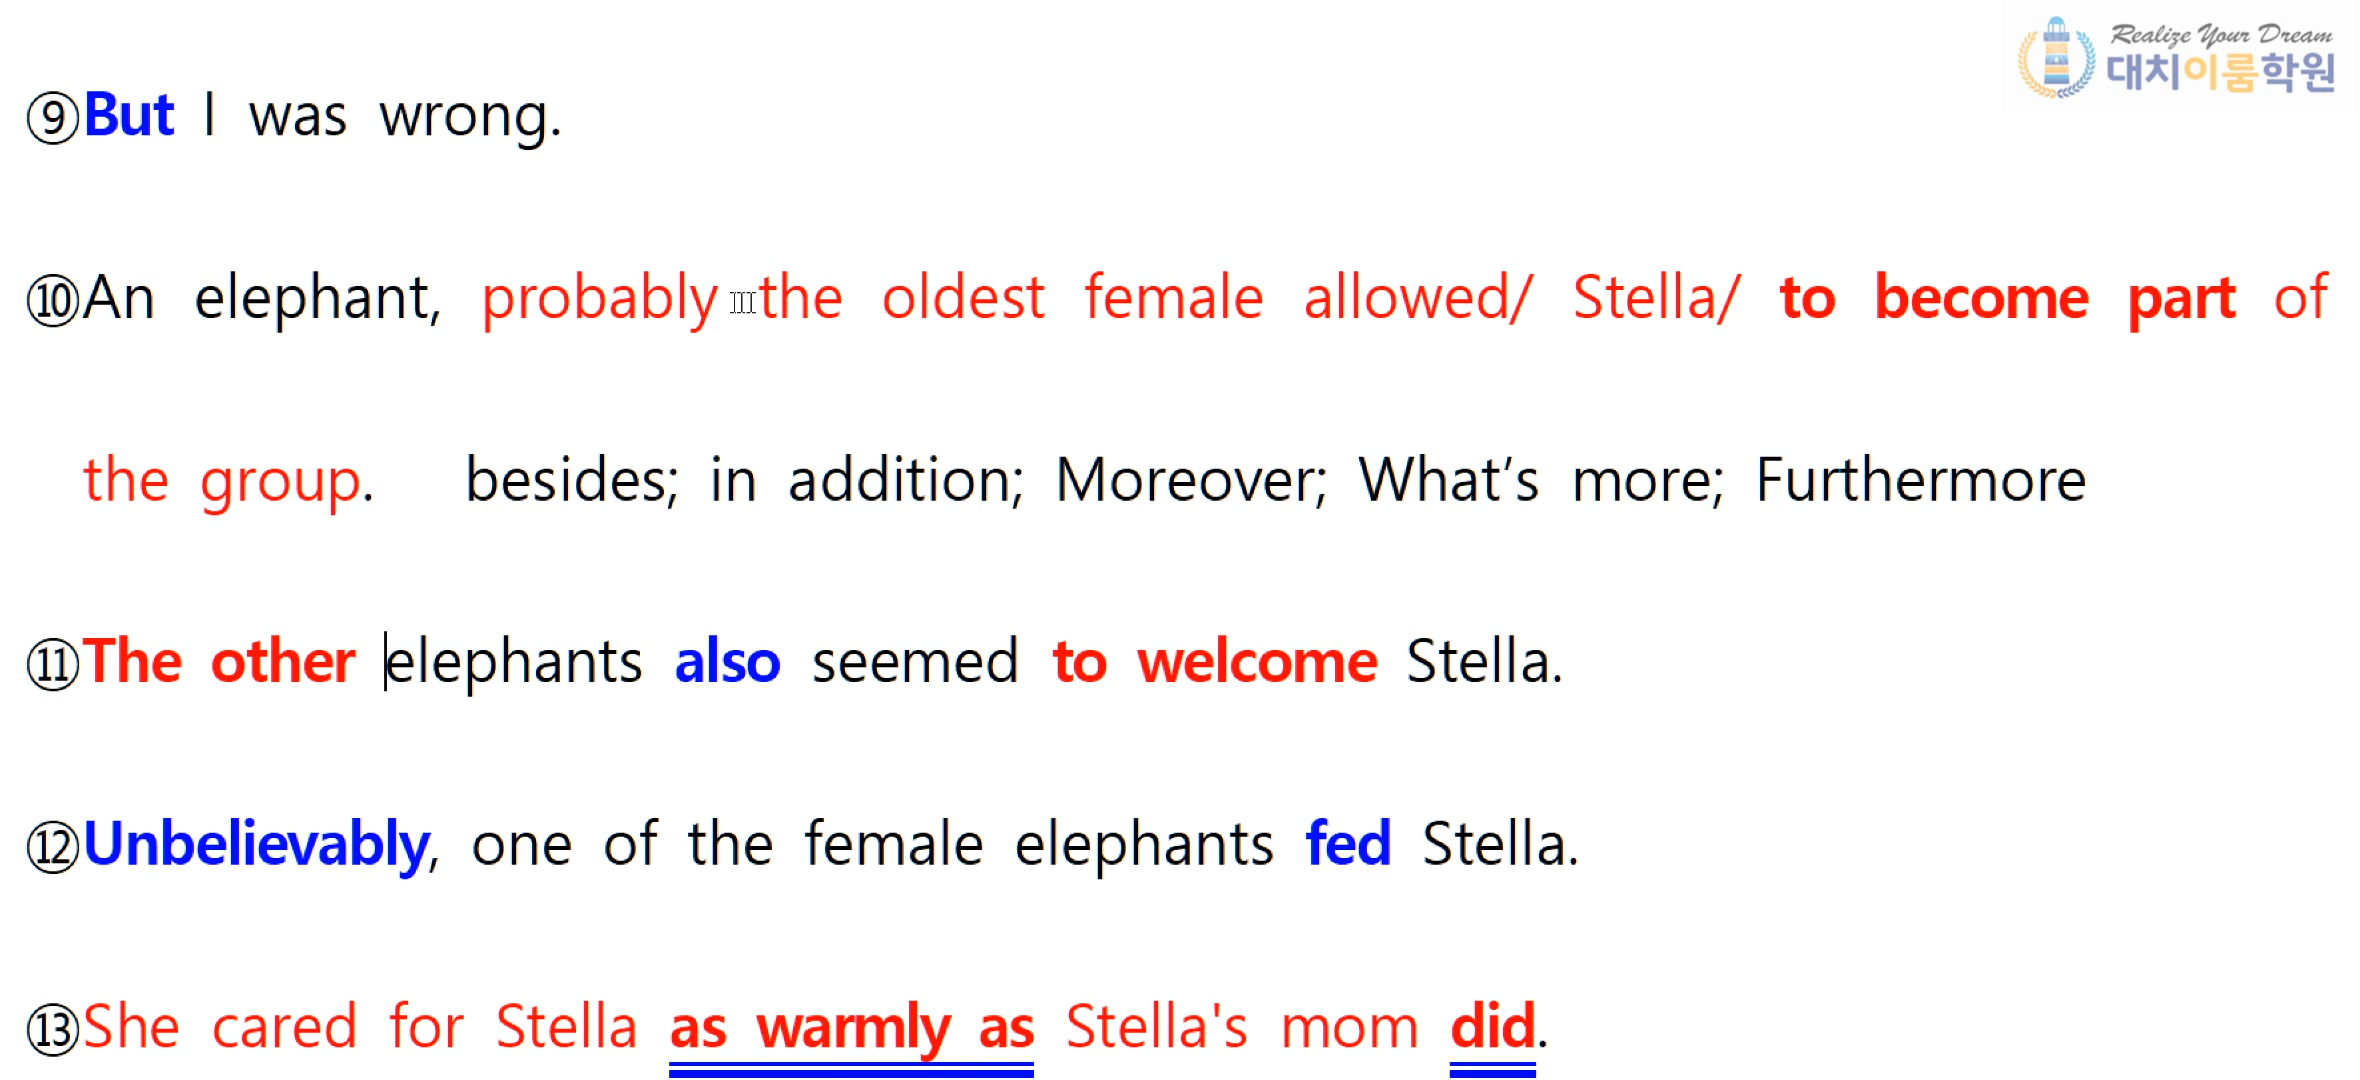 Realize Your Dream
대치이룸학원
⑨But I was wrong.
⑩An elephant, probably the oldest female allowed/ Stella/ to become part of
the group. besides; in addition; Moreover; What's more; Furthermore
⑪The other elephants also seemed to welcome Stella.
⑫Unbelievably, one of the female elephants fed Stella.
⑬She cared for Stella as warmly as Stella's mom did.